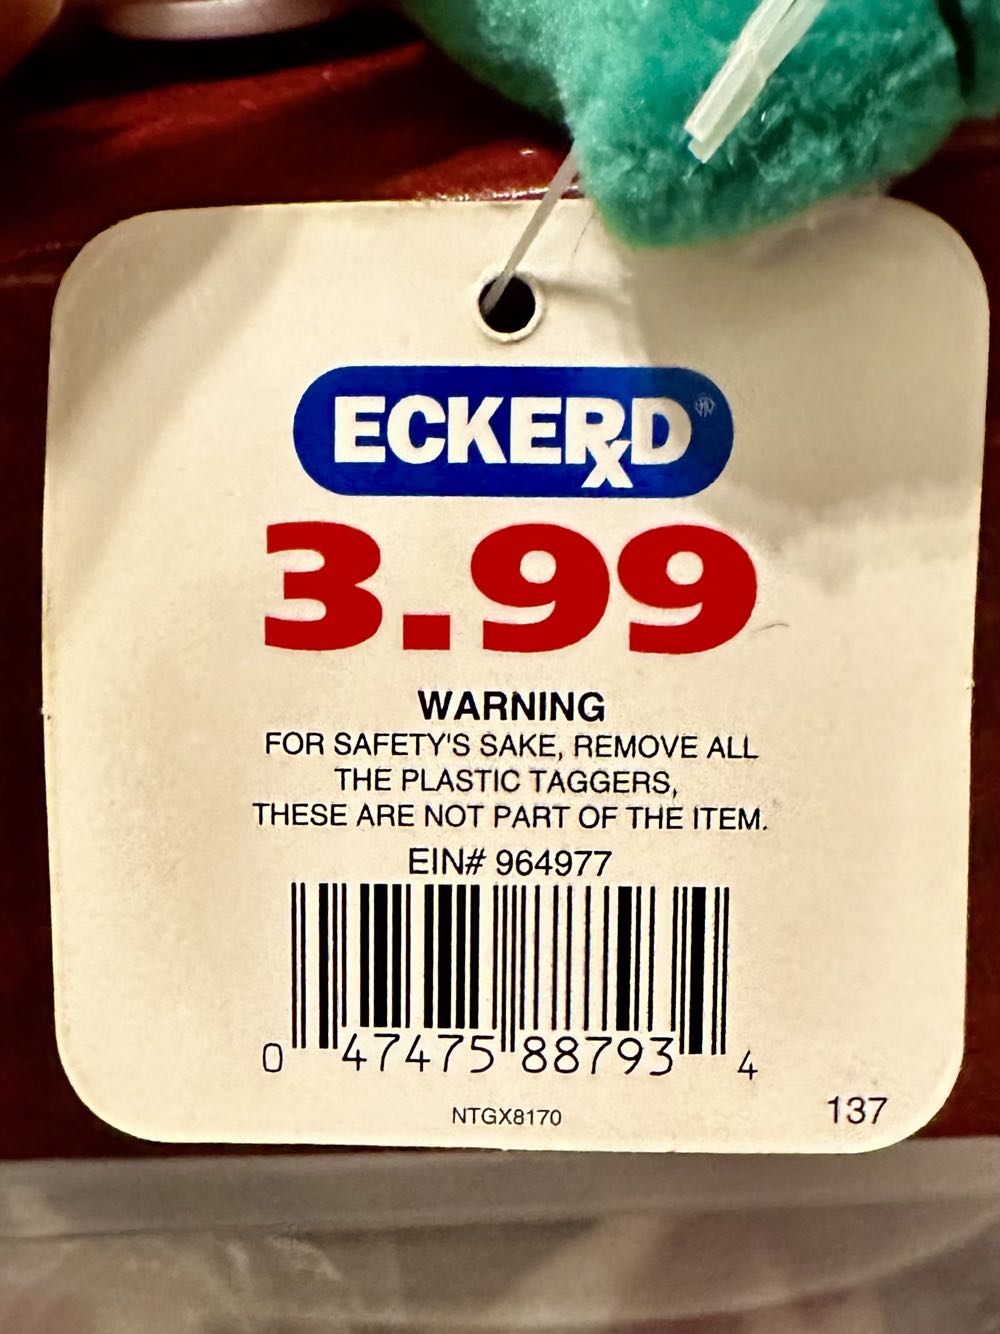 ECKERD
3.99
WARNING
FOR SAFETY'S SAKE, REMOVE ALL
THE PLASTIC TAGGERS,
THESE ARE NOT PART OF THE ITEM.
EIN# 964977
0 47475 88793 4
NTGX8170
137